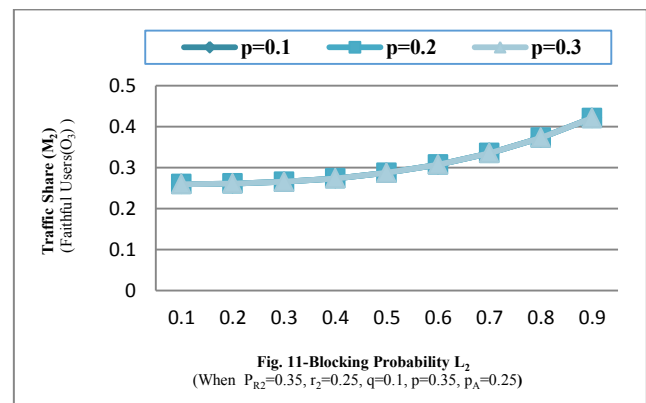 p=0.1 p=0.2 p=0.3
0.5
0.4
0.3
0.2
0.1
0
Traffic Share (M₂)
(Faithful Users(O₃) )
0.1 0.2 0.3 0.4 0.5 0.6 0.7 0.8 0.9
Fig. 11-Blocking Probability L₂
(When P_R2=0.35, r₂=0.25, q=0.1, p=0.35, p_A=0.25)